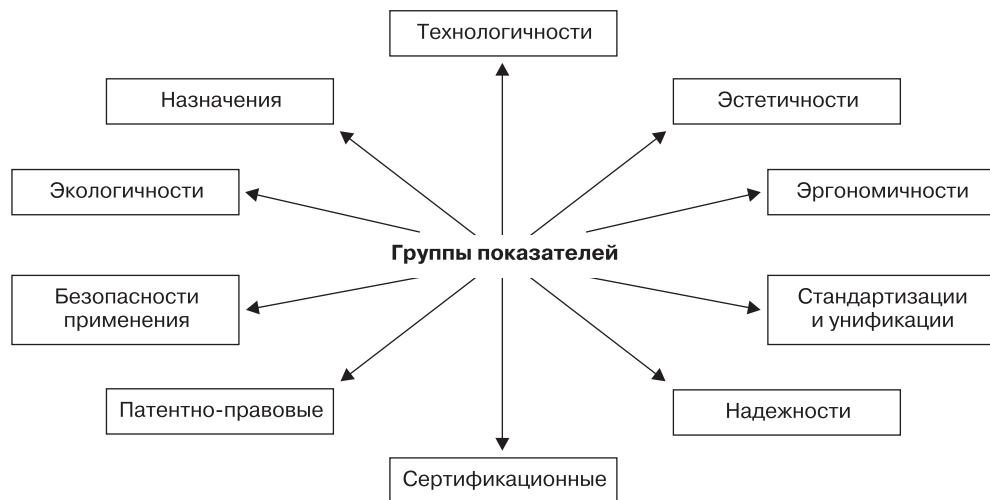 Технологичности
Назначения
Эстетичности
Экологичности
Эргономичности
Группы показателей
Безопасности
применения
Стандартизации
и унификации
Патентно-правовые
Надежности
Сертификационные